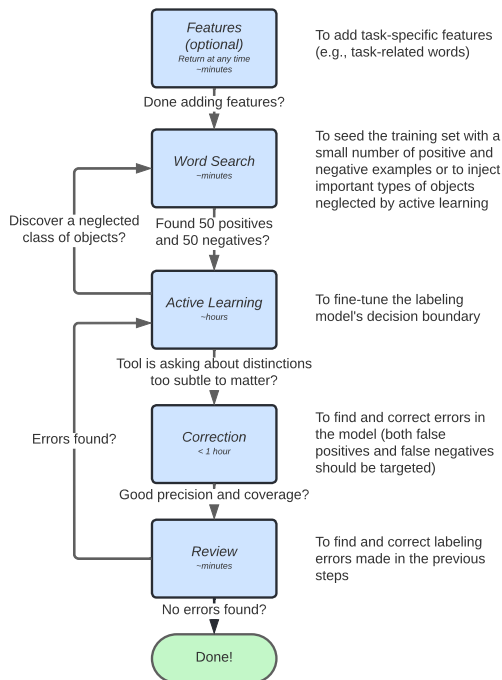 Features
(optional)
Return at any time
~minutes
To add task-specific features
(e.g., task-related words)
Done adding features?
Word Search
~minutes
To seed the training set with a
small number of positive and
negative examples or to inject
important types of objects
neglected by active learning
Discover a neglected
class of objects?
Found 50 positives
and 50 negatives?
Active Learning
~hours
To fine-tune the labeling
model's decision boundary
Tool is asking about distinctions
too subtle to matter?
Correction
< 1 hour
To find and correct errors in
the model (both false
positives and false negatives
should be targeted)
Errors found?
Good precision and coverage?
Review
~minutes
To find and correct labeling
errors made in the previous
steps
No errors found?
Done!